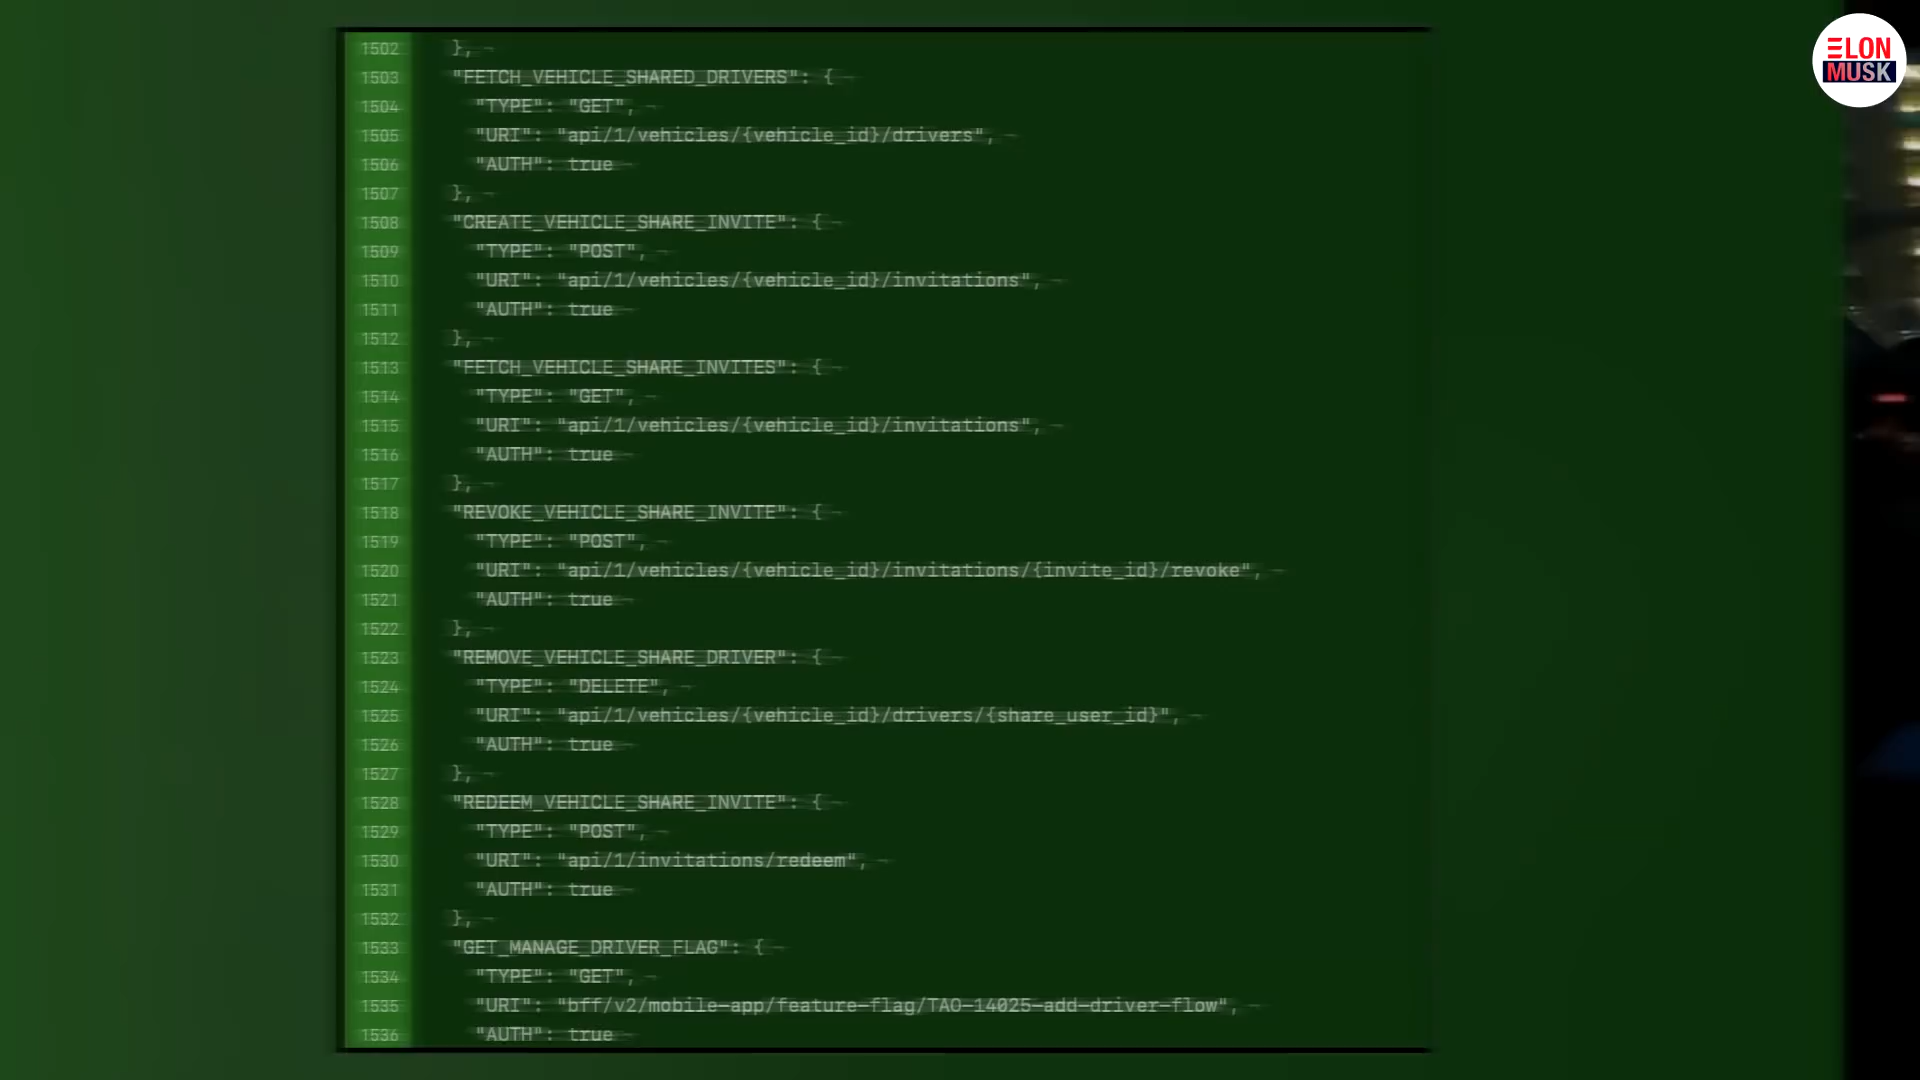 ELON
MUSK
1502 },
1503 "FETCH_VEHICLE_SHARED_DRIVERS": {
1504 "TYPE": "GET",
1505 "URI": "api/1/vehicles/{vehicle_id}/drivers",
1506 "AUTH": true
1507 },
1508 "CREATE_VEHICLE_SHARE_INVITE": {
1509 "TYPE": "POST",
1510 "URI": "api/1/vehicles/{vehicle_id}/invitations",
1511 "AUTH": true
1512 },
1513 "FETCH_VEHICLE_SHARE_INVITES": {
1514 "TYPE": "GET",
1515 "URI": "api/1/vehicles/{vehicle_id}/invitations",
1516 "AUTH": true
1517 },
1518 "REVOKE_VEHICLE_SHARE_INVITE": {
1519 "TYPE": "POST",
1520 "URI": "api/1/vehicles/{vehicle_id}/invitations/{invite_id}/revoke",
1521 "AUTH": true
1522 },
1523 "REMOVE_VEHICLE_SHARE_DRIVER": {
1524 "TYPE": "DELETE",
1525 "URI": "api/1/vehicles/{vehicle_id}/drivers/{share_user_id}",
1526 "AUTH": true
1527 },
1528 "REDEEM_VEHICLE_SHARE_INVITE": {
1529 "TYPE": "POST",
1530 "URI": "api/1/invitations/redeem",
1531 "AUTH": true
1532 },
1533 "GET_MANAGE_DRIVER_FLAG": {
1534 "TYPE": "GET",
1535 "URI": "bff/v2/mobile-app/feature-flag/TAO-14025-add-driver-flow",
1536 "AUTH": true